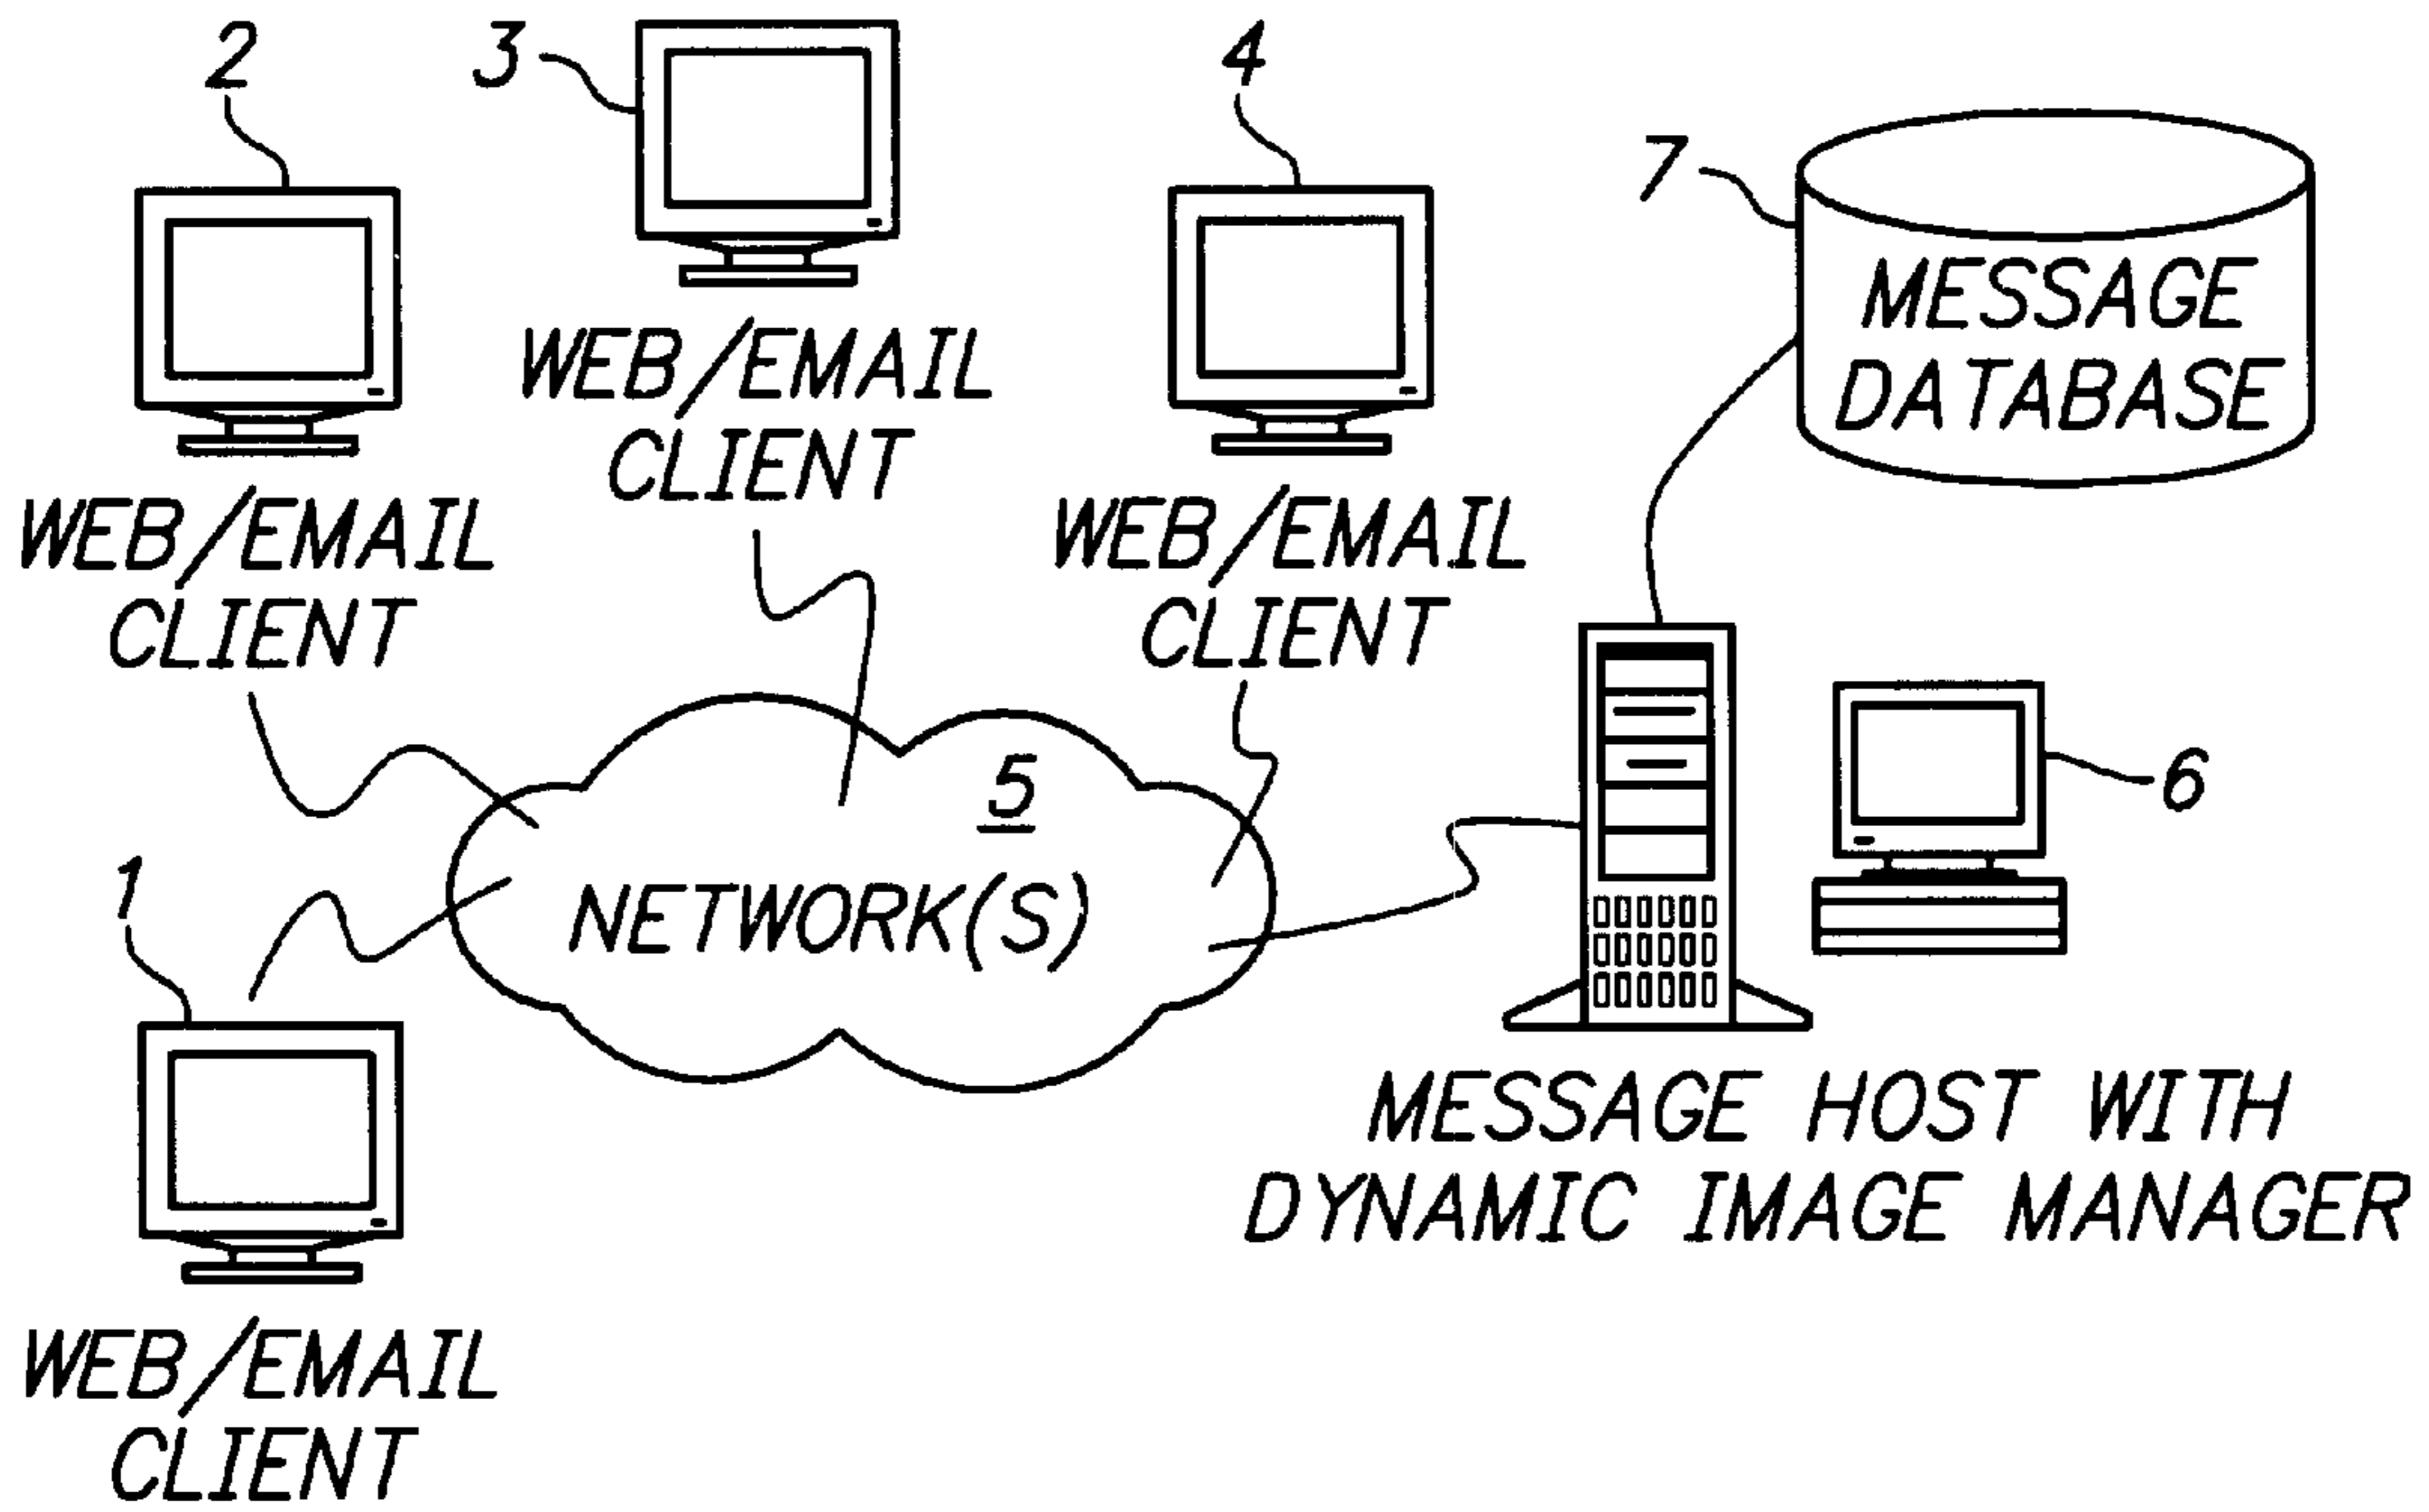 2
3
4
7
MESSAGE
DATABASE
WEB/EMAIL
CLIENT
WEB/EMAIL
CLIENT
WEB/EMAIL
CLIENT
5
NETWORK(S)
6
1
MESSAGE HOST WITH
DYNAMIC IMAGE MANAGER
WEB/EMAIL
CLIENT